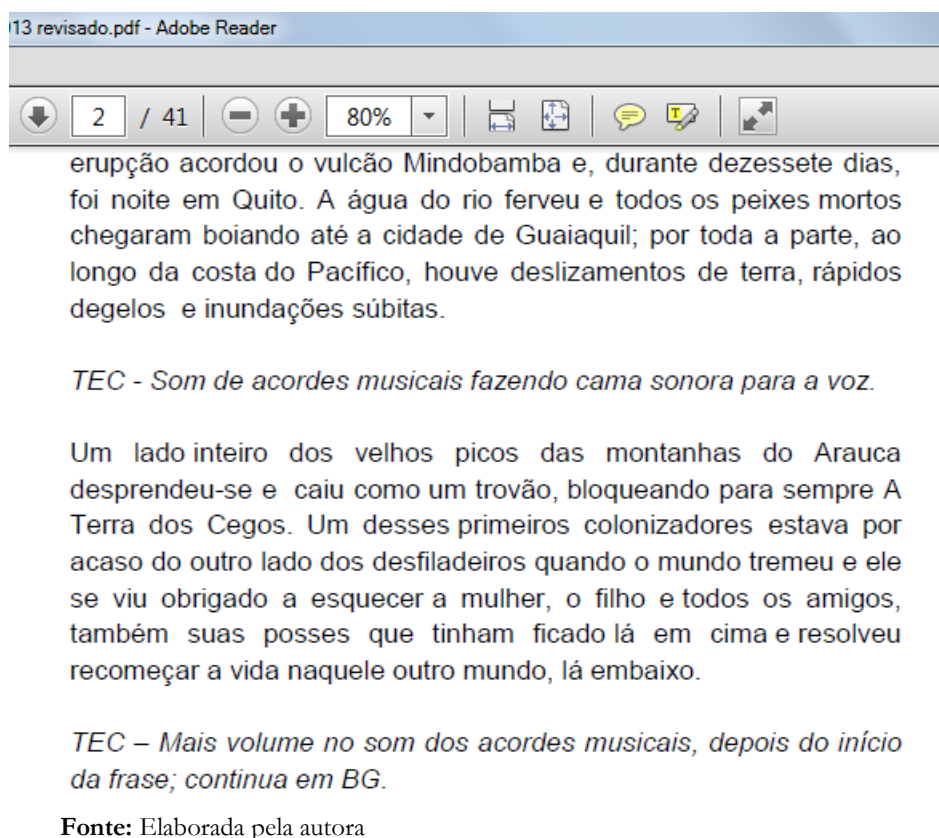 13 revisado.pdf - Adobe Reader
2 / 41 80%
erupção acordou o vulcão Mindobamba e, durante dezessete dias,
foi noite em Quito. A água do rio ferveu e todos os peixes mortos
chegaram boiando até a cidade de Guaiaquil; por toda a parte, ao
longo da costa do Pacífico, houve deslizamentos de terra, rápidos
degelos e inundações súbitas.
TEC - Som de acordes musicais fazendo cama sonora para a voz.
Um lado inteiro dos velhos picos das montanhas do Arauca
desprendeu-se e caiu como um trovão, bloqueando para sempre A
Terra dos Cegos. Um desses primeiros colonizadores estava por
acaso do outro lado dos desfiladeiros quando o mundo tremeu e ele
se viu obrigado a esquecer a mulher, o filho e todos os amigos,
também suas posses que tinham ficado lá em cima e resolveu
recomeçar a vida naquele outro mundo, lá embaixo.
TEC – Mais volume no som dos acordes musicais, depois do início
da frase; continua em BG.
Fonte: Elaborada pela autora